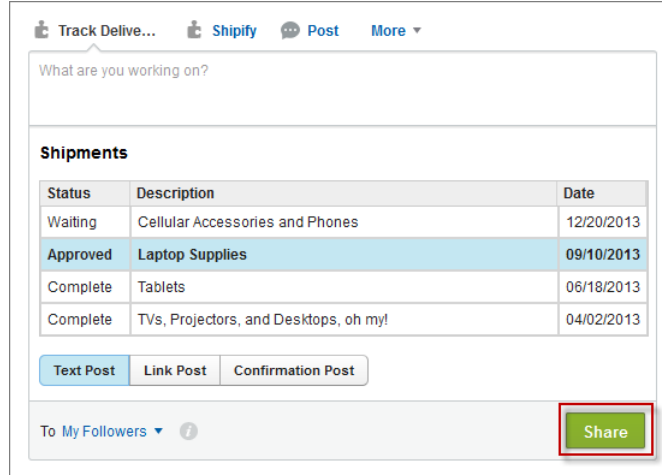 Track Delive... Shipify Post More
What are you working on?
Shipments
Status Description Date
Waiting Cellular Accessories and Phones 12/20/2013
Approved Laptop Supplies 09/10/2013
Complete Tablets 06/18/2013
Complete TVs, Projectors, and Desktops, oh my! 04/02/2013
Text Post Link Post Confirmation Post
To My Followers i Share